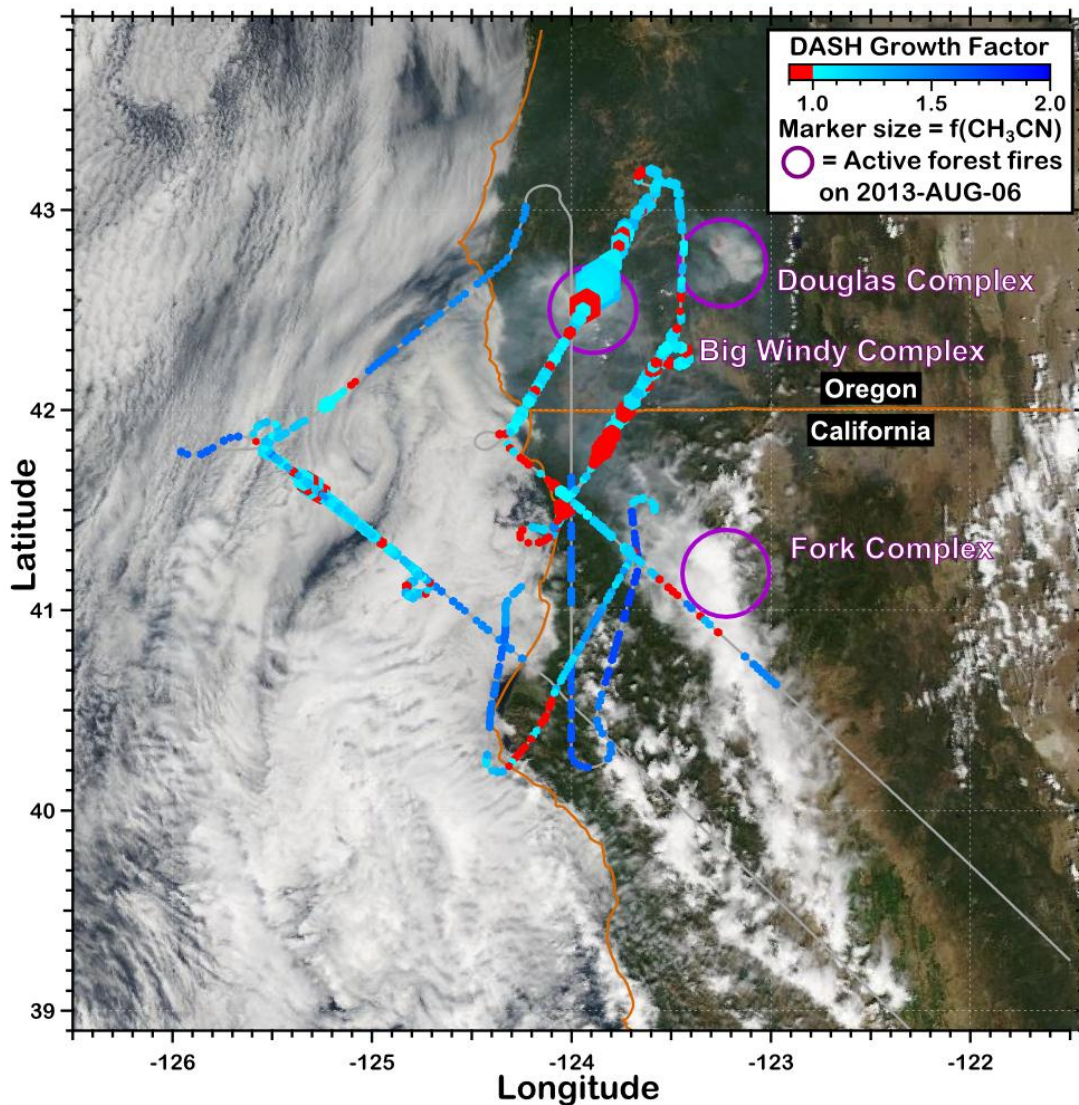 DASH Growth Factor
1.0 1.5 2.0
Marker size = f(CH₃CN)
= Active forest fires
on 2013-AUG-06
43
Douglas Complex
Big Windy Complex
Oregon
42
California
Latitude
Fork Complex
41
40
39
-126 -125 -124 -123 -122
Longitude